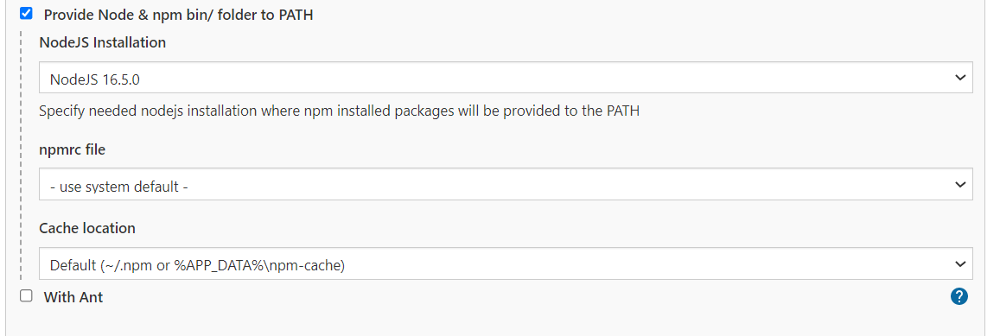 Provide Node & npm bin/ folder to PATH
NodeJS Installation
NodeJS 16.5.0
Specify needed nodejs installation where npm installed packages will be provided to the PATH
npmrc file
- use system default -
Cache location
Default (~/.npm or %APP_DATA%\npm-cache)
With Ant
?